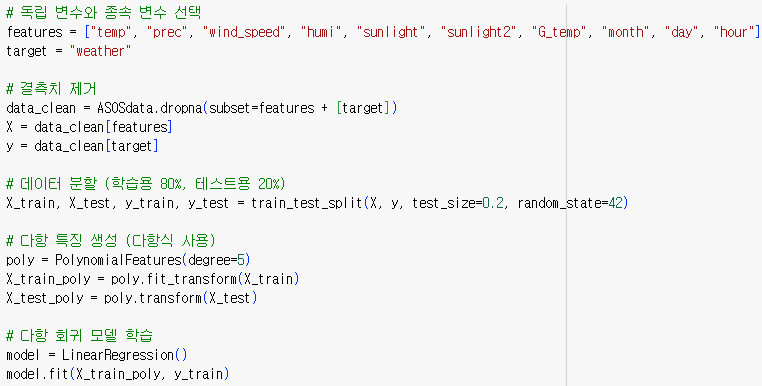 # 독립 변수와 종속 변수 선택
features = ["temp", "prec", "wind_speed", "humi", "sunlight", "sunlight2", "G_temp", "month", "day", "hour"]
target = "weather"
# 결측치 제거
data_clean = ASOSdata.dropna(subset=features + [target])
X = data_clean[features]
y = data_clean[target]
# 데이터 분할 (학습용 80%, 테스트용 20%)
X_train, X_test, y_train, y_test = train_test_split(X, y, test_size=0.2, random_state=42)
# 다항 특징 생성 (다항식 사용)
poly = PolynomialFeatures(degree=5)
X_train_poly = poly.fit_transform(X_train)
X_test_poly = poly.transform(X_test)
# 다항 회귀 모델 학습
model = LinearRegression()
model.fit(X_train_poly, y_train)